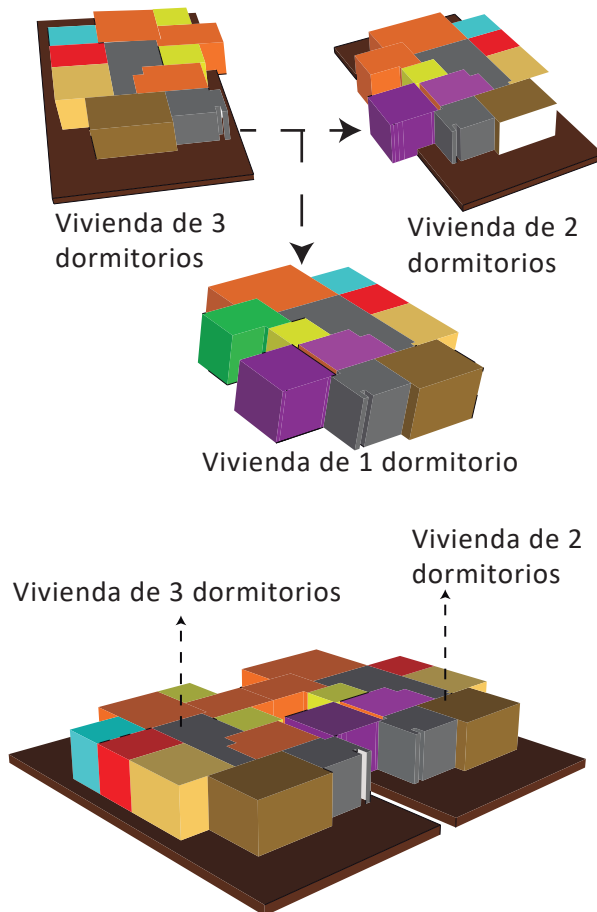 Vivienda de 3
dormitorios
Vivienda de 2
dormitorios
Vivienda de 1 dormitorio
Vivienda de 2
dormitorios
Vivienda de 3 dormitorios